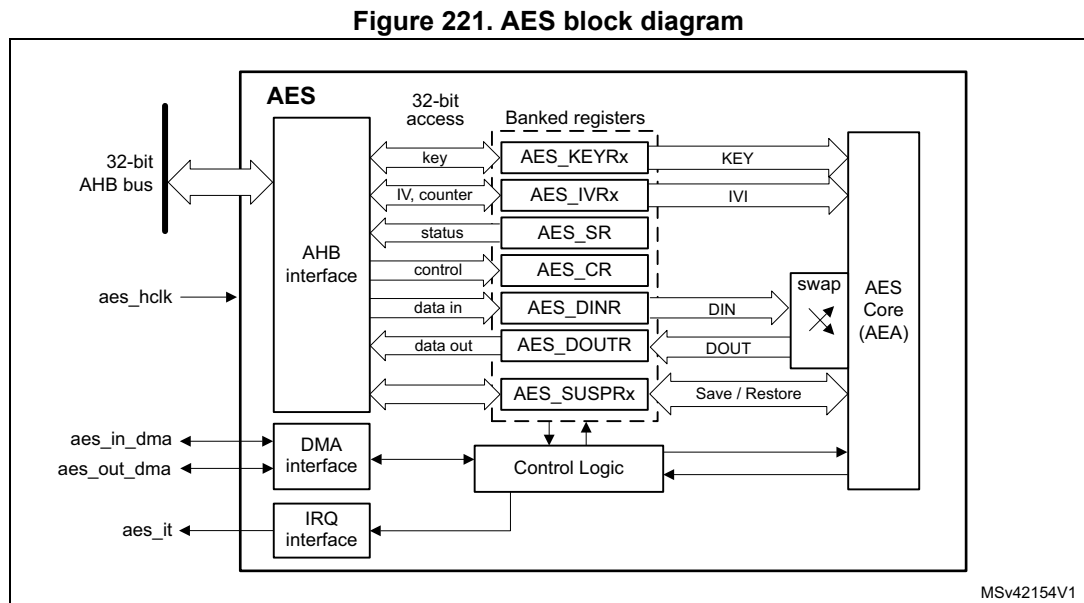 Figure 221. AES block diagram
AES
32-bit
access
Banked registers
32-bit
AHB bus
AHB
interface
key
AES_KEYRx
KEY
IV, counter
AES_IVRx
IVI
status
AES_SR
control
AES_CR
aes_hclk
data in
AES_DINR
DIN
swap
AES
Core
(AEA)
data out
AES_DOUTR
DOUT
AES_SUSPRx
Save / Restore
aes_in_dma
aes_out_dma
DMA
interface
Control Logic
aes_it
IRQ
interface
MSv42154V1